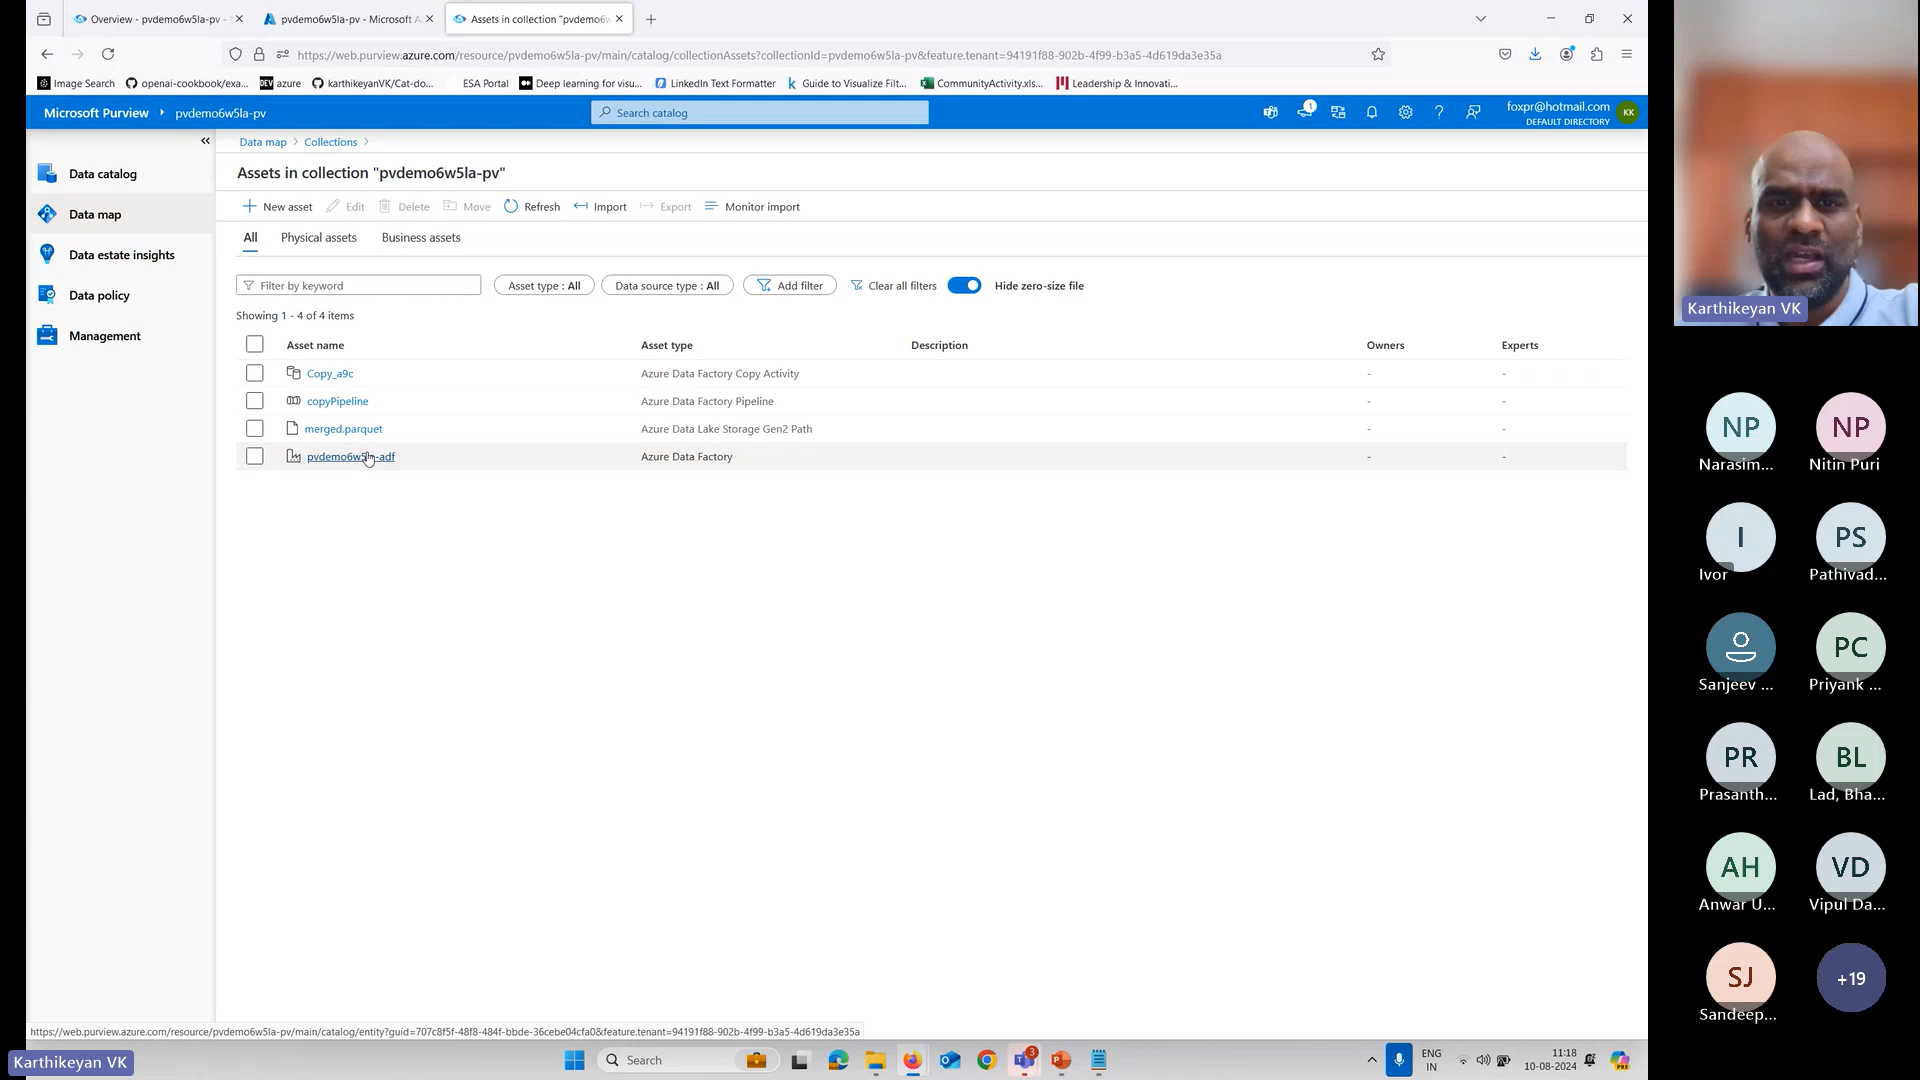 Overview - pvdemo6w5la-pv -
pvdemo6w5la-pv - Microsoft A
Assets in collection "pvdemo6w
https://web.purview.azure.com/resource/pvdemo6w5la-pv/main/catalog/collectionAssets?collectionId=pvdemo6w5la-pv&feature.tenant=94191f88-902b-4f99-b3a5-4d619da3e35a
Image Search
openai-cookbook/exa...
DEV azure
karthikeyanVK/Cat-do...
ESA Portal
Deep learning for visu...
LinkedIn Text Formatter
k Guide to Visualize Filt...
CommunityActivity.xls...
Leadership & Innovati...
Microsoft Purview
pvdemo6w5la-pv
Search catalog
1
foxpr@hotmail.com
DEFAULT DIRECTORY
KK
Data catalog
Data map
Data estate insights
Data policy
Management
Data map > Collections >
Assets in collection "pvdemo6w5la-pv"
New asset Edit Delete Move Refresh Import Export Monitor import
All Physical assets Business assets
Filter by keyword
Asset type : All
Data source type : All
Add filter
Clear all filters
Hide zero-size file
Showing 1 - 4 of 4 items
Asset name Asset type Description Owners Experts
Copy_a9c Azure Data Factory Copy Activity - -
copyPipeline Azure Data Factory Pipeline - -
merged.parquet Azure Data Lake Storage Gen2 Path - -
pvdemo6w5la-adf Azure Data Factory - -
https://web.purview.azure.com/resource/pvdemo6w5la-pv/main/catalog/entity?guid=707c8f5f-48f8-484f-bbde-36cebe04cfa0&feature.tenant=94191f88-902b-4f99-b3a5-4d619da3e35a
Karthikeyan VK
Search
3
ENG
IN
11:18
10-08-2024
PRE
Karthikeyan VK
NP
Narasim...
NP
Nitin Puri
I
Ivor
PS
Pathivad...
Sanjeev ...
PC
Priyank ...
PR
Prasanth...
BL
Lad, Bha...
AH
Anwar U...
VD
Vipul Da...
SJ
Sandeep...
+19